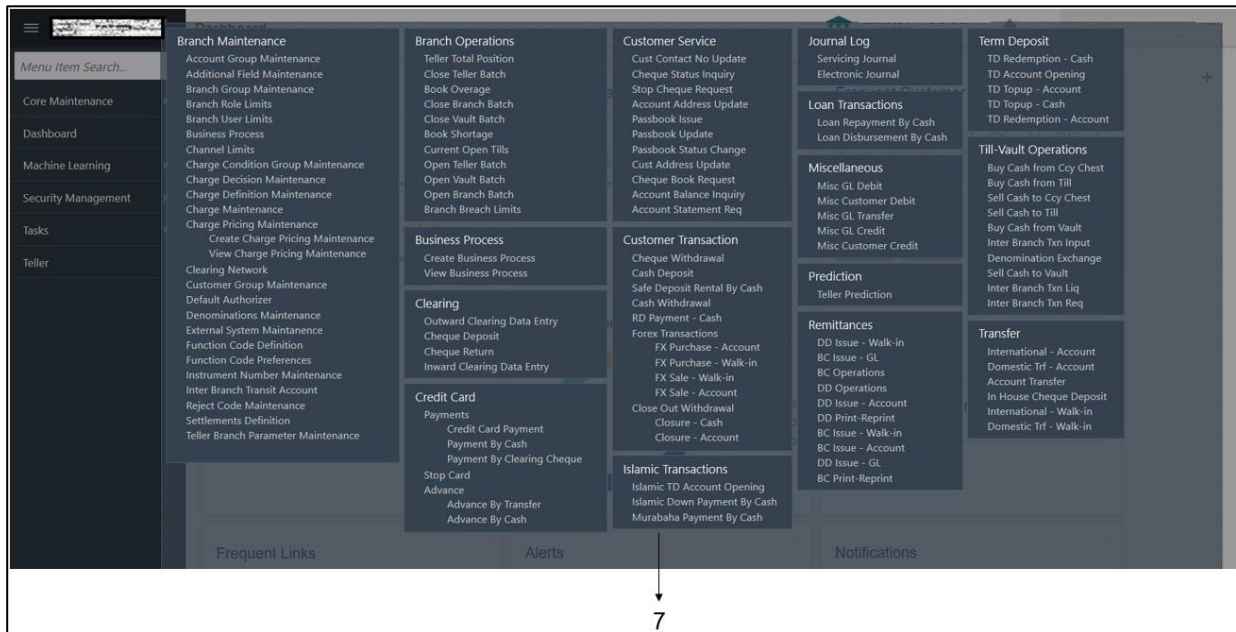 Dashboard
Menu Item Search...
Core Maintenance
Dashboard
Machine Learning
Security Management
Tasks
Teller
Branch Maintenance
Account Group Maintenance
Additional Field Maintenance
Branch Group Maintenance
Branch Role Limits
Branch User Limits
Business Process
Channel Limits
Charge Condition Group Maintenance
Charge Decision Maintenance
Charge Definition Maintenance
Charge Maintenance
Charge Pricing Maintenance
Create Charge Pricing Maintenance
View Charge Pricing Maintenance
Clearing Network
Customer Group Maintenance
Default Authorizer
Denominations Maintenance
External System Maintanence
Function Code Definition
Function Code Preferences
Instrument Number Maintenance
Inter Branch Transit Account
Reject Code Maintenance
Settlements Definition
Teller Branch Parameter Maintenance
Branch Operations
Teller Total Position
Close Teller Batch
Book Overage
Close Branch Batch
Close Vault Batch
Book Shortage
Current Open Tills
Open Teller Batch
Open Vault Batch
Open Branch Batch
Branch Breach Limits
Business Process
Create Business Process
View Business Process
Clearing
Outward Clearing Data Entry
Cheque Deposit
Cheque Return
Inward Clearing Data Entry
Credit Card
Payments
Credit Card Payment
Payment By Cash
Payment By Clearing Cheque
Stop Card
Advance
Advance By Transfer
Advance By Cash
Customer Service
Cust Contact No Update
Cheque Status Inquiry
Stop Cheque Request
Account Address Update
Passbook Issue
Passbook Update
Passbook Status Change
Cust Address Update
Cheque Book Request
Account Balance Inquiry
Account Statement Req
Customer Transaction
Cheque Withdrawal
Cash Deposit
Safe Deposit Rental By Cash
Cash Withdrawal
RD Payment - Cash
Forex Transactions
FX Purchase - Account
FX Purchase - Walk-in
FX Sale - Walk-in
FX Sale - Account
Close Out Withdrawal
Closure - Cash
Closure - Account
Islamic Transactions
Islamic TD Account Opening
Islamic Down Payment By Cash
Murabaha Payment By Cash
Journal Log
Servicing Journal
Electronic Journal
Loan Transactions
Loan Repayment By Cash
Loan Disbursement By Cash
Miscellaneous
Misc GL Debit
Misc Customer Debit
Misc GL Transfer
Misc GL Credit
Misc Customer Credit
Prediction
Teller Prediction
Remittances
DD Issue - Walk-in
BC Issue - GL
BC Operations
DD Operations
DD Issue - Account
DD Print-Reprint
BC Issue - Walk-in
BC Issue - Account
DD Issue - GL
BC Print-Reprint
Term Deposit
TD Redemption - Cash
TD Account Opening
TD Topup - Account
TD Topup - Cash
TD Redemption - Account
Till-Vault Operations
Buy Cash from Ccy Chest
Buy Cash from Till
Sell Cash to Ccy Chest
Sell Cash to Till
Buy Cash from Vault
Inter Branch Txn Input
Denomination Exchange
Sell Cash to Vault
Inter Branch Txn Liq
Inter Branch Txn Req
Transfer
International - Account
Domestic Trf - Account
Account Transfer
In House Cheque Deposit
International - Walk-in
Domestic Trf - Walk-in
Frequent Links
Alerts
Notifications
7